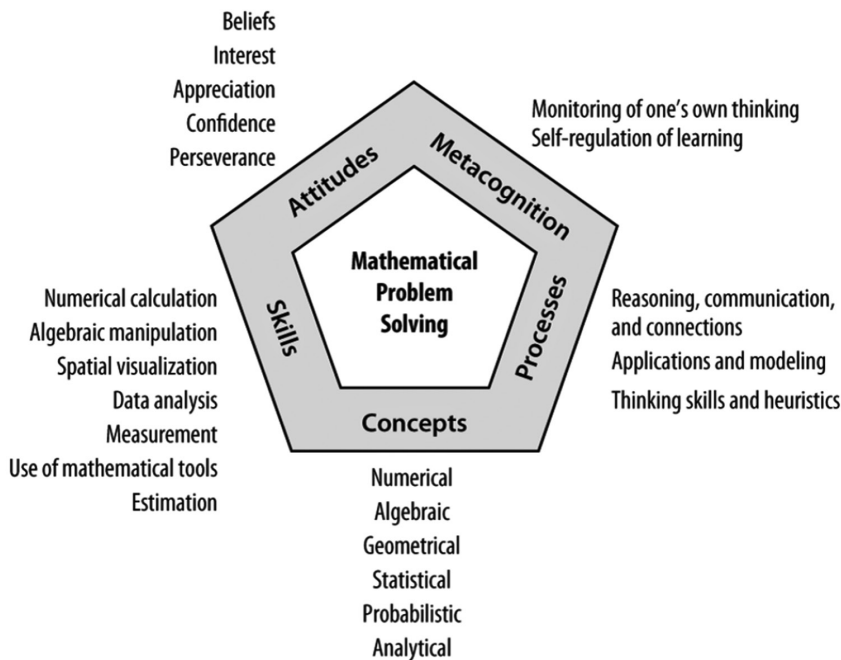 Beliefs
Interest
Appreciation
Confidence
Perseverance
Monitoring of one’s own thinking
Self-regulation of learning
Attitudes
Metacognition
Mathematical
Problem
Solving
Skills
Processes
Numerical calculation
Algebraic manipulation
Spatial visualization
Data analysis
Measurement
Use of mathematical tools
Estimation
Reasoning, communication,
and connections
Applications and modeling
Thinking skills and heuristics
Concepts
Numerical
Algebraic
Geometrical
Statistical
Probabilistic
Analytical